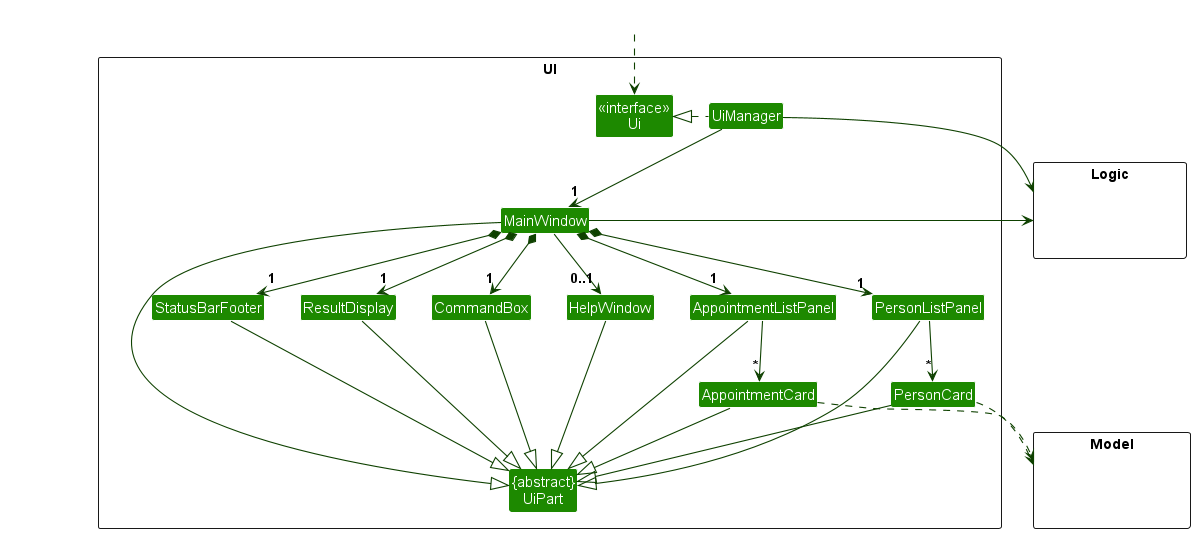 UI
«interface»
Ui
UiManager
Logic
1
MainWindow
1
1
1
0..1
1
1
StatusBarFooter
ResultDisplay
CommandBox
HelpWindow
AppointmentListPanel
PersonListPanel
*
*
AppointmentCard
PersonCard
Model
{abstract}
UiPart